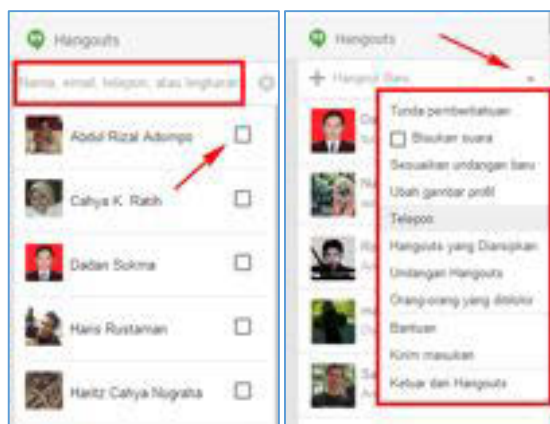 Hangouts
Nama, email, telepon, atau lingkaran
Abdul Rizal Adompo
Cahya K. Ratih
Dadan Sukma
Haris Rustaman
Haritz Cahya Nugraha
Hangouts
Hangout Baru
Tunda pemberitahuan
Bisukan suara
Sesuaikan undangan baru
Ubah gambar profil
Telepon
Hangouts yang Diarsipkan
Undangan Hangouts
Orang-orang yang diblokir
Bantuan
Kirim masukan
Keluar dari Hangouts